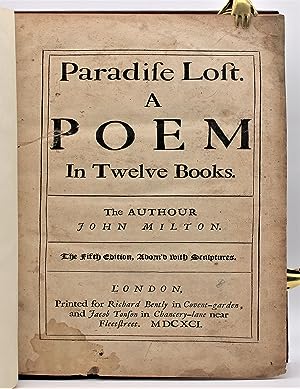 Paradiſe Loſt.
A
POEM
In Twelve Books.
The AUTHOUR
JOHN MILTON.
The Fifth Edition, Adorn'd with Sculptures.
LONDON,
Printed for Richard Bently in Covent-garden,
and Jacob Tonſon in Chancery-lane near
Fleetſtreet. MDCXCI.